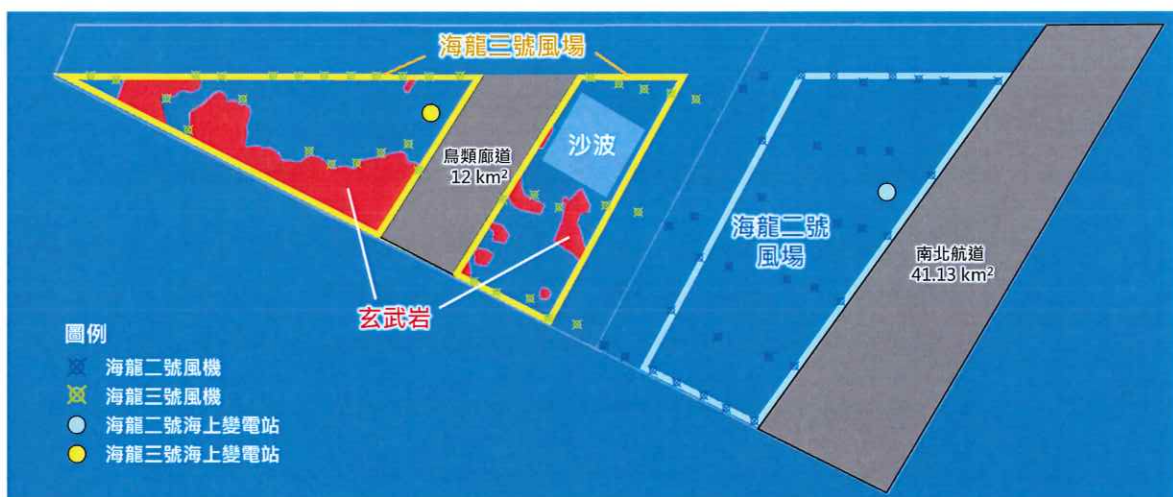 海龍三號風場
沙波
鳥類廊道
12 km²
海龍二號
風場
南北航道
41.13 km²
玄武岩
圖例
海龍二號風機
海龍三號風機
海龍二號海上變電站
海龍三號海上變電站